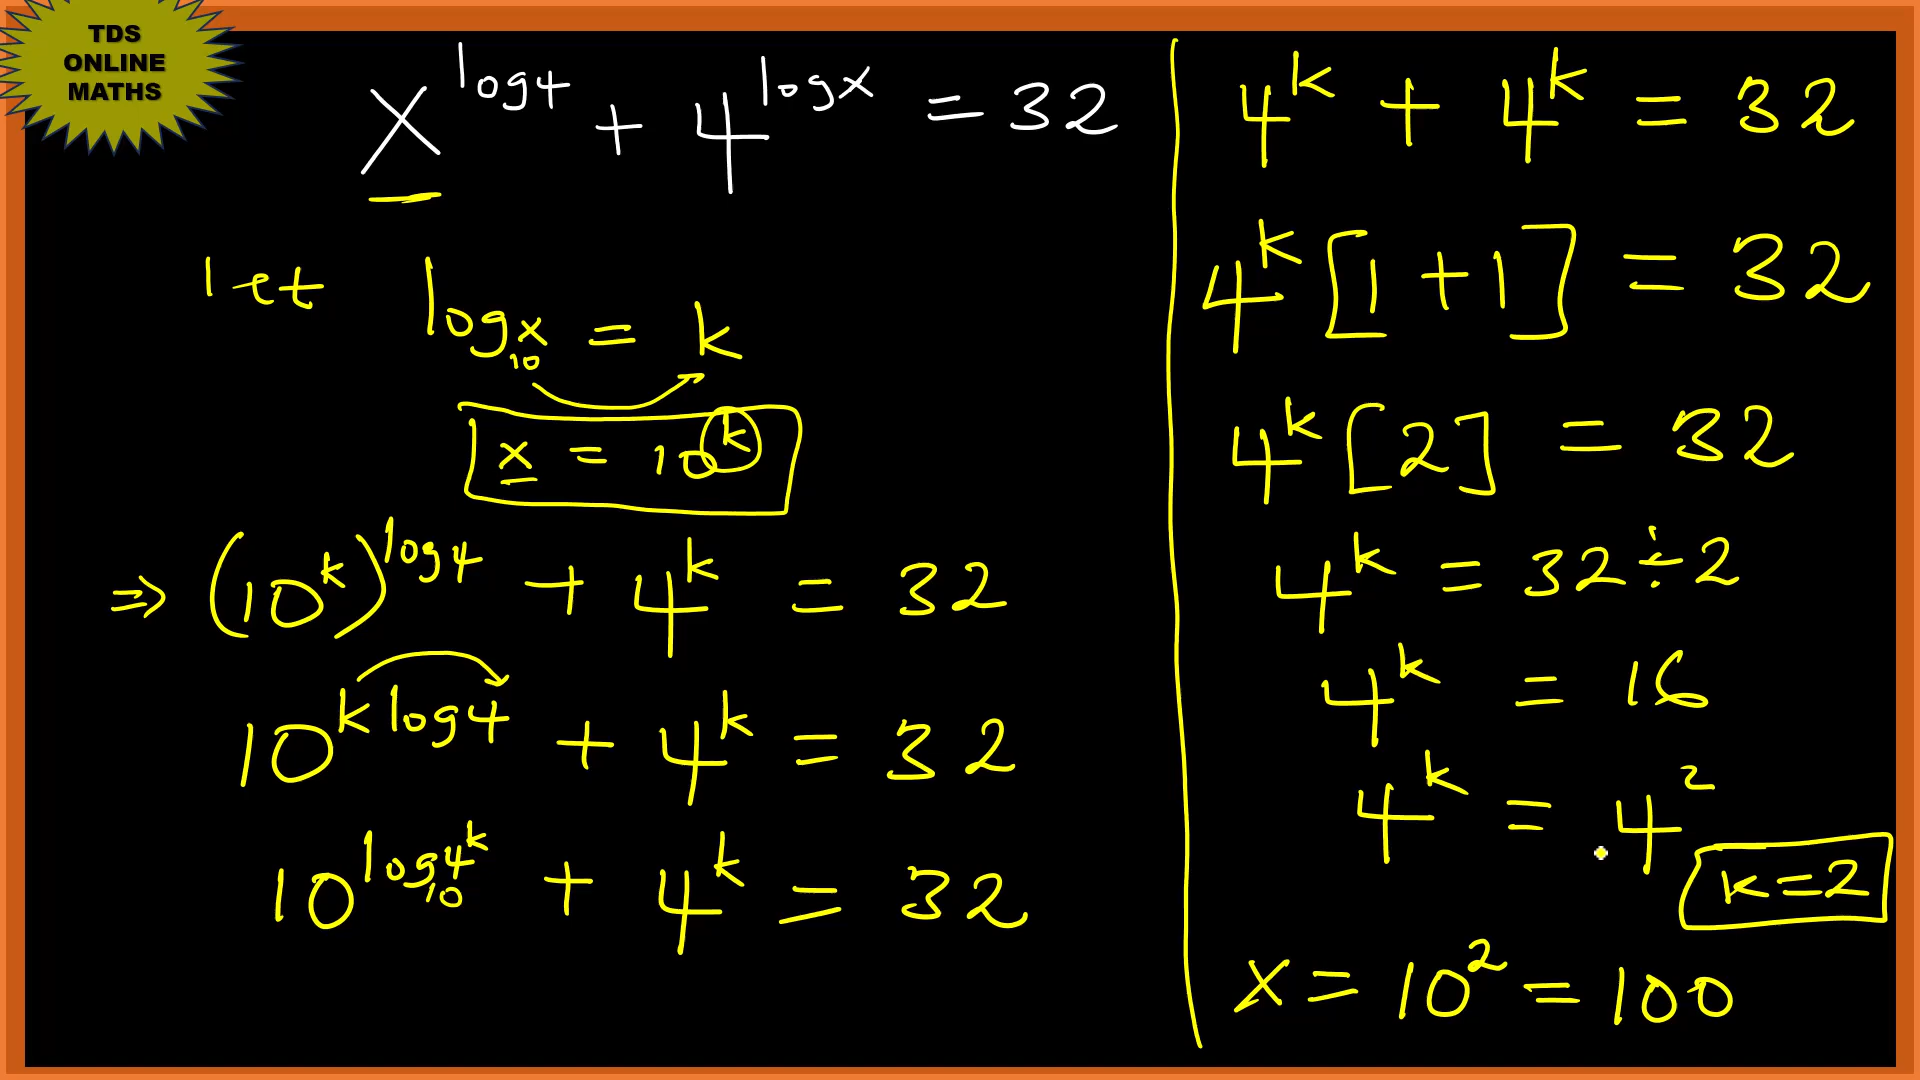 TDS
ONLINE
MATHS
x^log4 + 4^logx = 32
let log₁₀x = k
x = 10^k
⇒ (10^k)^log4 + 4^k = 32
10^k log4 + 4^k = 32
10^log₁₀4^k + 4^k = 32
4^k + 4^k = 32
4^k [1 + 1] = 32
4^k [2] = 32
4^k = 32 ÷ 2
4^k = 16
4^k = 4^2
k = 2
x = 10^2 = 100